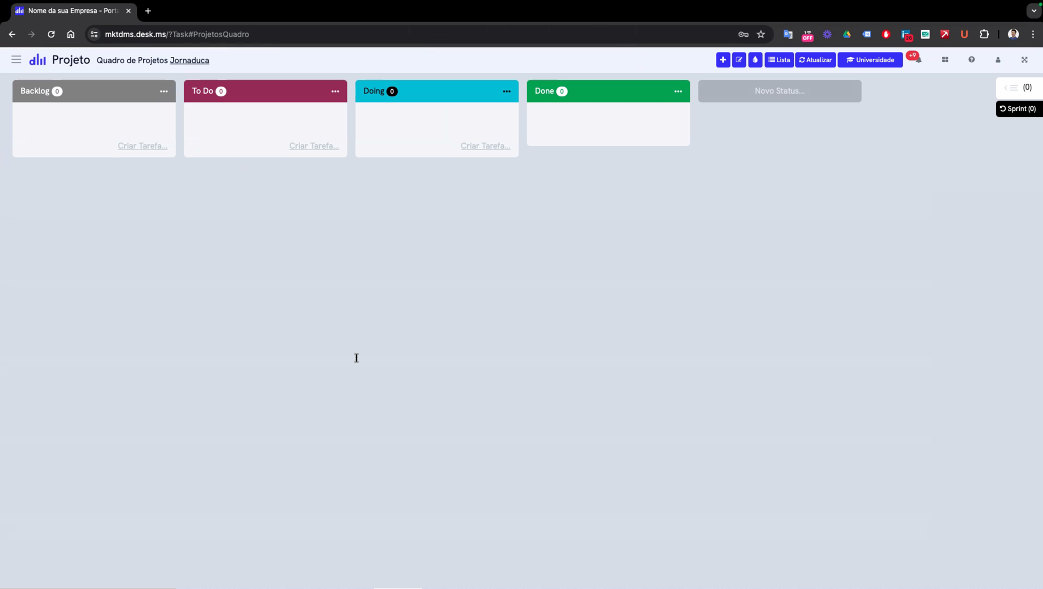 Nome da sua Empresa - Port
mktdms.desk.ms/?Task#ProjetosQuadro
OFF
Projeto Quadro de Projetos Jornaduca
Lista Atualizar Universidade +9
Backlog 0
To Do 0
Doing 0
Done 0
Novo Status...
(0)
Sprint (0)
Criar Tarefa...
Criar Tarefa...
Criar Tarefa...